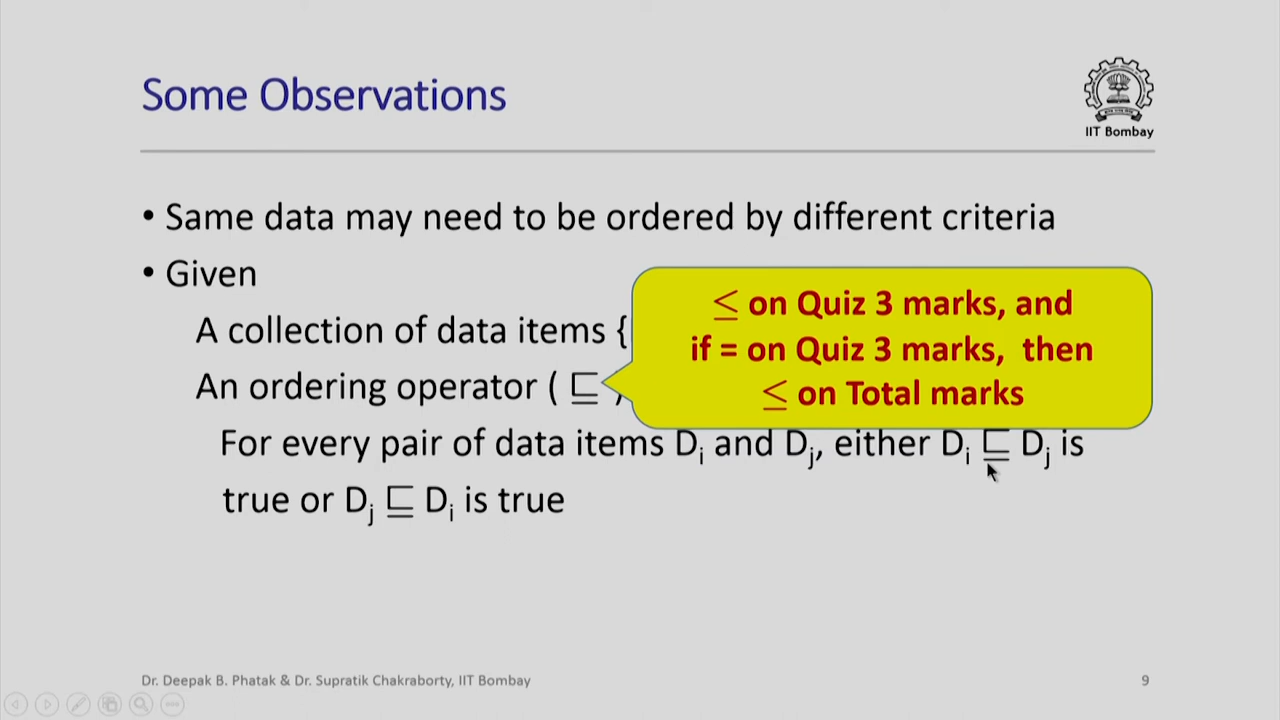 Some Observations
IIT Bombay
• Same data may need to be ordered by different criteria
• Given
A collection of data items {
An ordering operator ( ⊑ )
≤ on Quiz 3 marks, and
if = on Quiz 3 marks, then
≤ on Total marks
For every pair of data items Di and Dj, either Di ⊑ Dj is
true or Dj ⊑ Di is true
Dr. Deepak B. Phatak & Dr. Supratik Chakraborty, IIT Bombay
9